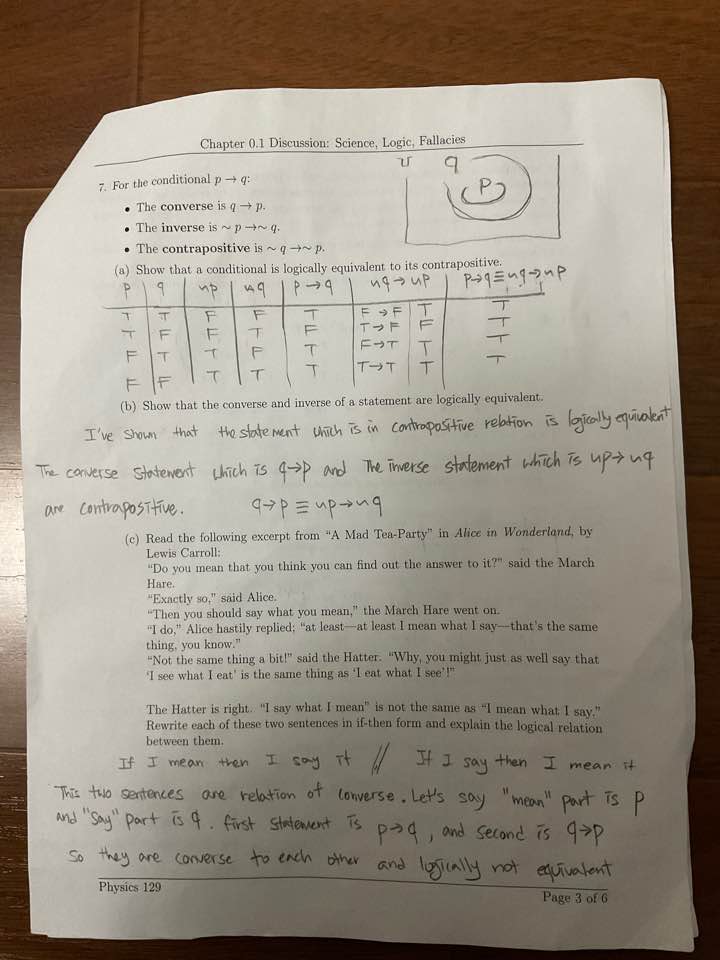 Chapter 0.1 Discussion: Science, Logic, Fallacies
U q
P
7. For the conditional p → q:
• The converse is q → p.
• The inverse is ∼ p →∼ q.
• The contrapositive is ∼ q →∼ p.
(a) Show that a conditional is logically equivalent to its contrapositive.
p q ~p ~q p→q ~q→~p p→q≡~q→~p
T T F F T F→F T T
T F F T F T→F F T
F T T F T F→T T T
F F T T T T→T T T
(b) Show that the converse and inverse of a statement are logically equivalent.
I've shown that the statement which is in contrapositive relation is logically equivalent
The converse statement which is q→p and The inverse statement which is ~p→~q
are contrapositive. q→p ≡ ~p→~q
(c) Read the following excerpt from “A Mad Tea-Party” in Alice in Wonderland, by
Lewis Carroll:
“Do you mean that you think you can find out the answer to it?” said the March
Hare.
“Exactly so,” said Alice.
“Then you should say what you mean,” the March Hare went on.
“I do,” Alice hastily replied; “at least—at least I mean what I say—that's the same
thing, you know.”
“Not the same thing a bit!” said the Hatter. “Why, you might just as well say that
‘I see what I eat’ is the same thing as ‘I eat what I see’!”
The Hatter is right. “I say what I mean” is not the same as “I mean what I say.”
Rewrite each of these two sentences in if-then form and explain the logical relation
between them.
If I mean then I say it // If I say then I mean it
This two sentences are relation of converse. Let's say "mean" part is p
and "say" part is q. first statement is p→q, and second is q→p
So they are converse to each other and logically not equivalent
Physics 129
Page 3 of 6